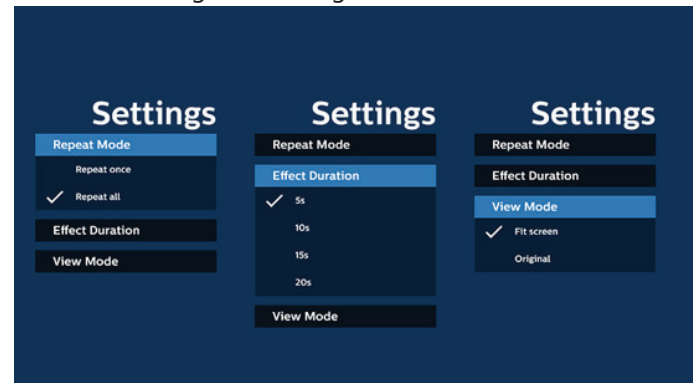 Settings
Repeat Mode
Repeat once
Repeat all
Effect Duration
View Mode
Settings
Repeat Mode
Effect Duration
5s
10s
15s
20s
View Mode
Settings
Repeat Mode
Effect Duration
View Mode
Fit screen
Original